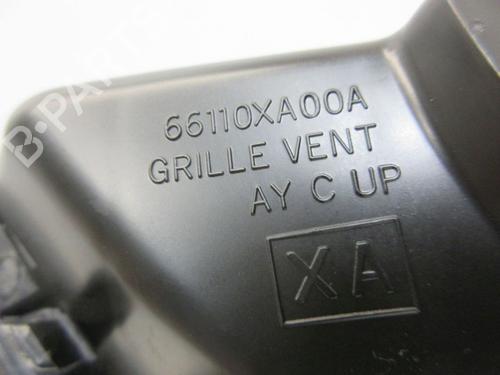 66110XA00A
GRILLE VENT
AY C UP
XA
B-PARTS